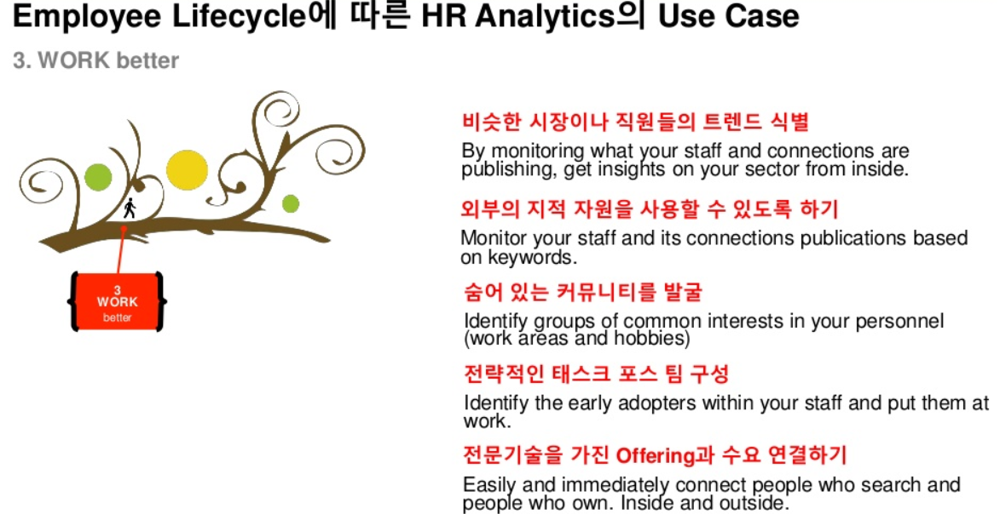 Employee Lifecycle에 따른 HR Analytics의 Use Case
3. WORK better
3
WORK
better
비슷한 시장이나 직원들의 트렌드 식별
By monitoring what your staff and connections are
publishing, get insights on your sector from inside.
외부의 지적 자원을 사용할 수 있도록 하기
Monitor your staff and its connections publications based
on keywords.
숨어 있는 커뮤니티를 발굴
Identify groups of common interests in your personnel
(work areas and hobbies)
전략적인 태스크 포스 팀 구성
Identify the early adopters within your staff and put them at
work.
전문기술을 가진 Offering과 수요 연결하기
Easily and immediately connect people who search and
people who own. Inside and outside.